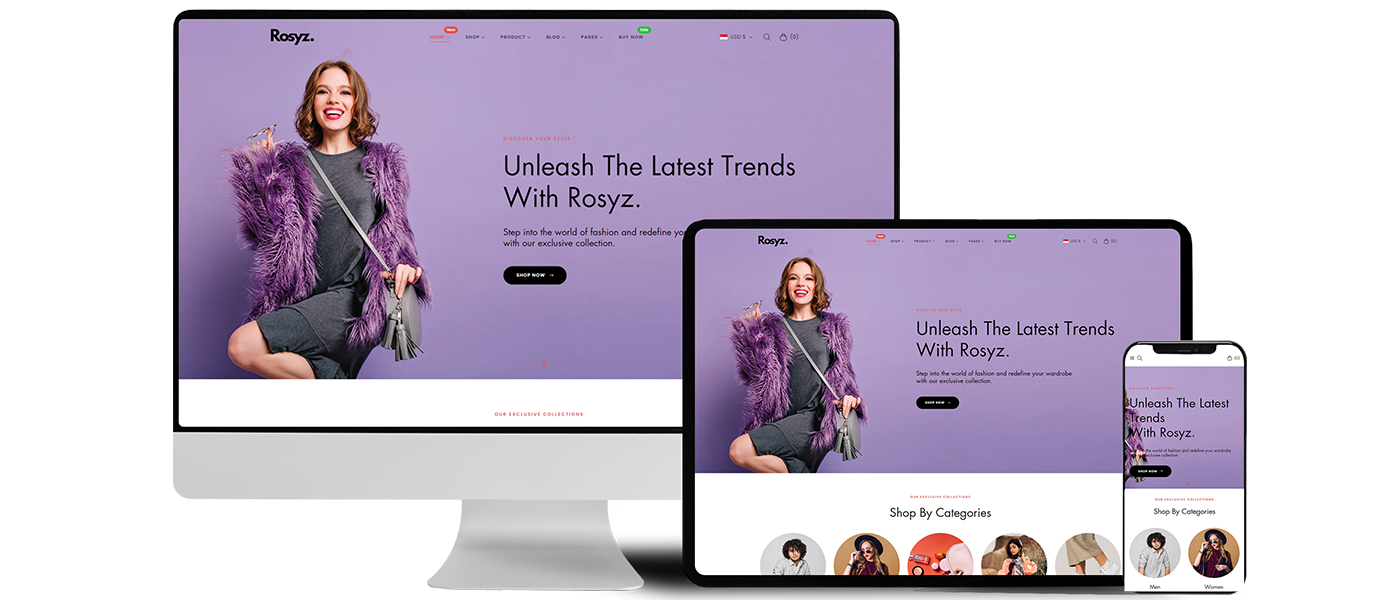 Rosyz.
HOME
New
SHOP
PRODUCT
BLOG
PAGES
BUY NOW
Sale
USD $
(0)
DISCOVER YOUR STYLE
Unleash The Latest Trends
With Rosyz.
Step into the world of fashion and redefine you
with our exclusive collection.
SHOP NOW →
OUR EXCLUSIVE COLLECTIONS
Rosyz.
HOME
New
SHOP
PRODUCT
BLOG
PAGES
BUY NOW
Sale
USD $
(0)
DISCOVER YOUR STYLE
Unleash The Latest Trends
With Rosyz.
Step into the world of fashion and redefine your wardrobe
with our exclusive collection.
SHOP NOW →
OUR EXCLUSIVE COLLECTIONS
Shop By Categories
(0)
DISCOVER YOUR STYLE
Unleash The Latest
Trends
With Rosyz.
the world of fashion and redefine your wardrobe
exclusive collection.
SHOP NOW →
OUR EXCLUSIVE COLLECTIONS
Shop By Categories
Men
Women